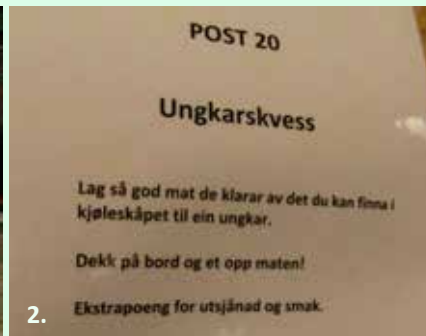 POST 20
Ungkarskvess
Lag så god mat de klarar av det du kan finna i
kjøleskåpet til ein ungkar.
Dekk på bord og et opp maten!
Ekstrapoeng for utsjånad og smak.
2.